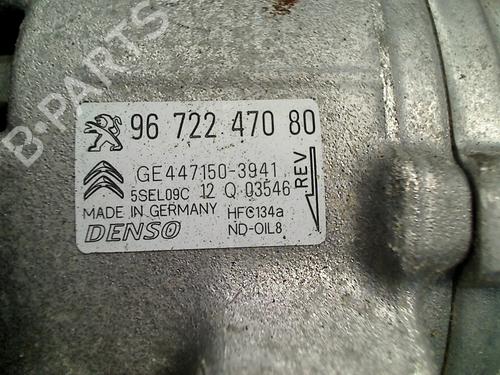 B-PARTS
96 722 470 80
GE447150-3941
5SEL09C 12 Q 03546
REV
MADE IN GERMANY HFC134a
DENSO ND-OIL8